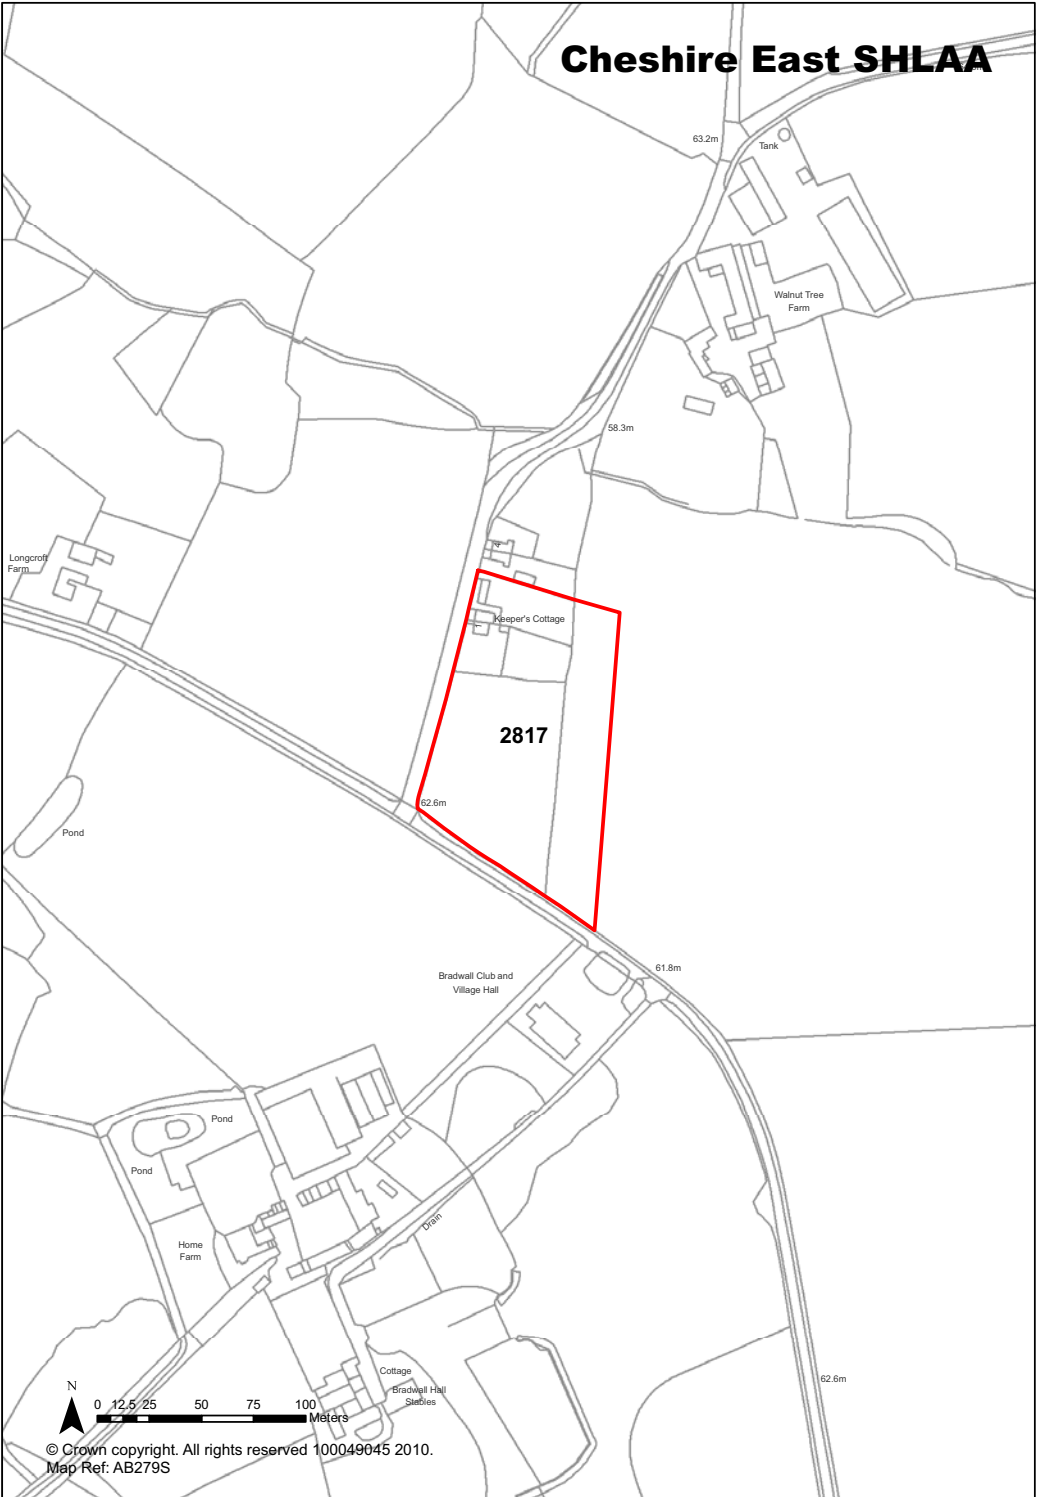 Cheshire East SHLAA
63.2m
Tank
Walnut Tree
Farm
58.3m
4
Longcroft
Farm
Keeper's Cottage
1
2817
62.6m
Pond
61.8m
Bradwall Club and
Village Hall
Pond
Pond
Drain
Home
Farm
Cottage
Bradwall Hall
Stables
62.6m
N
0 12.5 25 50 75 100
Meters
© Crown copyright. All rights reserved 100049045 2010.
Map Ref: AB279S